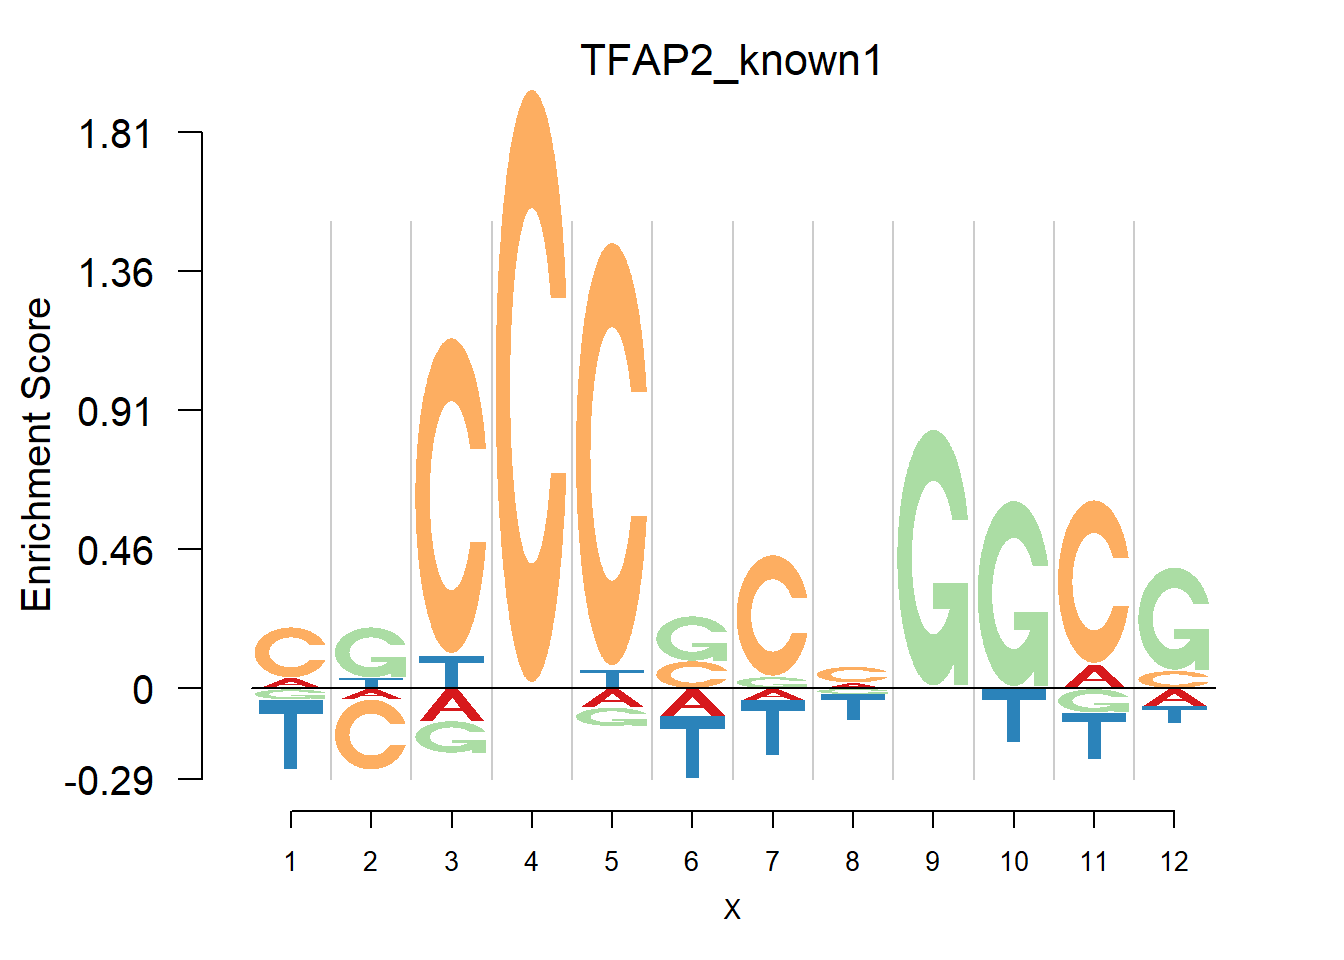 TFAP2_known1
1.81
1.36
0.91
0.46
0
-0.29
Enrichment Score
C G C C C G C C G G C G
A T T T C G A A C
G A A A A A C G A
T C G G T T T T T T
1 2 3 4 5 6 7 8 9 10 11 12
X